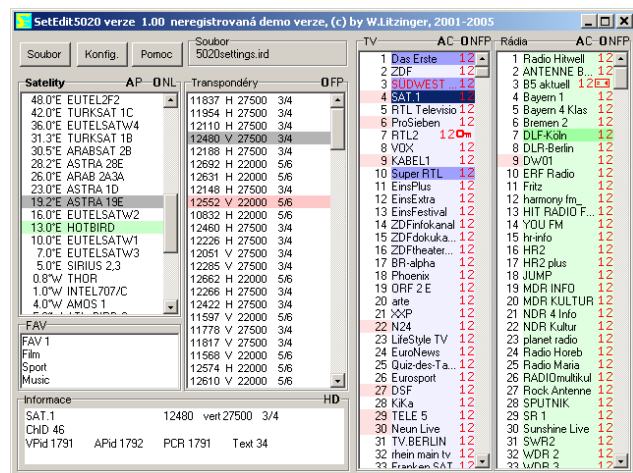 SetEdit5020 verze 1.00 neregistrovaná demo verze, (c) by W.Litzinger, 2001-2005
Soubor
Konfig.
Pomoc
Soubor
5020settings.ird
Satelity AP ONL
48.0°E EUTEL2F2
42.0°E TURKSAT 1C
36.0°E EUTELSATW4
31.3°E TURKSAT 1B
30.5°E ARABSAT 2B
28.2°E ASTRA 28E
26.0°E ARAB 2A3A
23.0°E ASTRA 1D
19.2°E ASTRA 19E
16.0°E EUTELSATW2
13.0°E HOTBIRD
10.0°E EUTELSATW1
7.0°E EUTELSATW3
5.0°E SIRIUS 2,3
0.8°W THOR
1.0°W INTEL707/C
4.0°W AMOS 1
FAV
FAV 1
Film
Sport
Music
Transpondéry OFP
11837 H 27500 3/4
11954 H 27500 3/4
12110 H 27500 3/4
12480 V 27500 3/4
12188 H 27500 3/4
12692 H 22000 5/6
12631 H 22000 5/6
12148 H 27500 3/4
12552 V 22000 5/6
10832 H 22000 5/6
12460 H 27500 3/4
12226 H 27500 3/4
12051 V 27500 3/4
12285 V 27500 3/4
12662 H 22000 5/6
12266 H 27500 3/4
12422 H 27500 3/4
11597 V 22000 5/6
11778 V 27500 3/4
11817 V 27500 3/4
11568 V 22000 5/6
12574 H 22000 5/6
12610 V 22000 5/6
Informace HD
SAT.1 12480 vert 27500 3/4
ChID 46
VPid 1791 APid 1792 PCR 1791 Text 34
TV AC ONFP
1 Das Erste 12
2 ZDF 12
3 SÜDWEST ... 12
4 SAT.1 12
5 RTL Televisio 12
6 ProSieben 12
7 RTL2 12
8 VOX 12
9 KABEL1 12
10 Super RTL 12
11 EinsPlus 12
12 EinsExtra 12
13 EinsFestival 12
14 ZDFinfokanal 12
15 ZDFdokuka... 12
16 ZDFtheater... 12
17 BR-alpha 12
18 Phoenix 12
19 ORF 2 E 12
20 arte 12
21 XXP 12
22 N24 12
23 LifeStyle TV 12
24 EuroNews 12
25 Quiz-des-Ta... 12
26 Eurosport 12
27 DSF 12
28 KiKa 12
29 TELE 5 12
30 Neun Live 12
31 TV.BERLIN 12
32 rhein main tv 12
33 Franken SAT 12
Rádia AC ONFP
1 Radio Hitwell 12
2 ANTENNE B... 12
3 B5 aktuell 12
4 Bayern 1 12
5 Bayern 4 Klas 12
6 Bremen 2 12
7 DLF-Köln 12
8 DLR-Berlin 12
9 DW01 12
10 ERF Radio 12
11 Fritz 12
12 harmony fm_ 12
13 HIT RADIO F... 12
14 YOU FM 12
15 hr-info 12
16 HR2 12
17 HR2 plus 12
18 JUMP 12
19 MDR INFO 12
20 MDR KULTUR 12
21 NDR 4 Info 12
22 NDR Kultur 12
23 planet radio 12
24 Radio Horeb 12
25 Radio Maria 12
26 RADIOmultikul 12
27 Rock Antenne 12
28 SPUTNIK 12
29 SR 1 12
30 Sunshine Live 12
31 SWR2 12
32 WDR 2 12
33 WDR 3 12